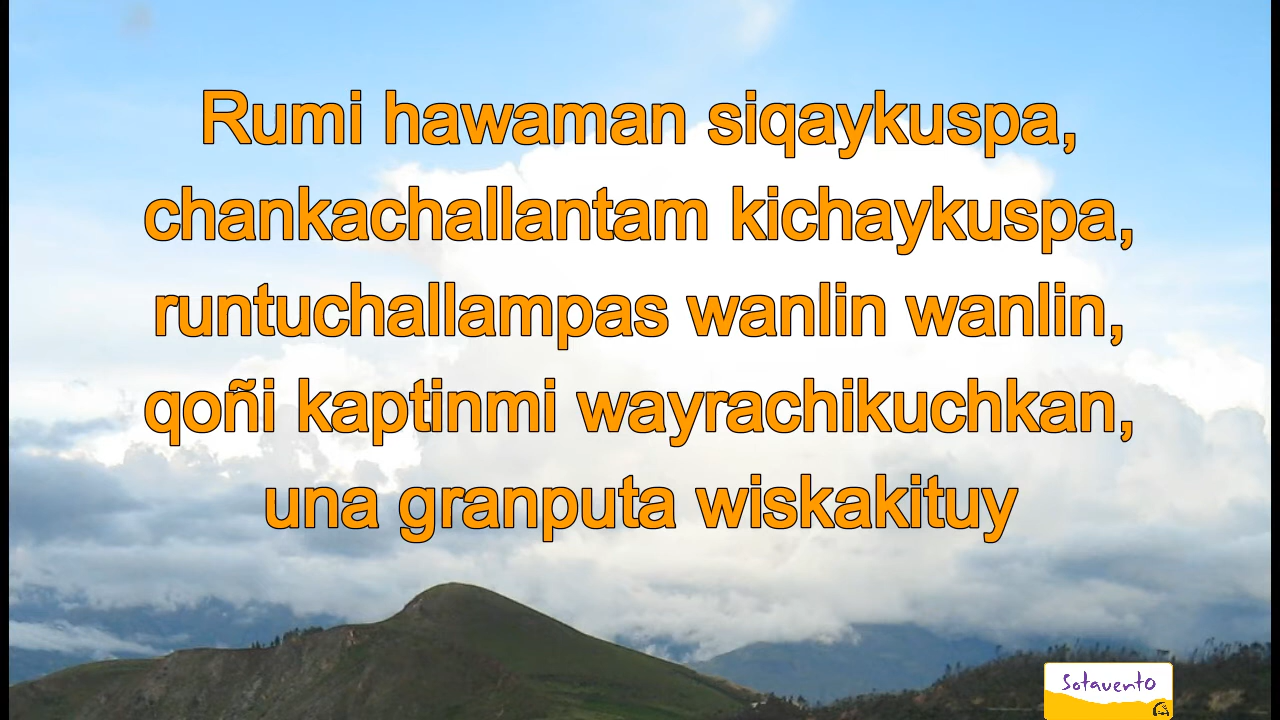 Rumi hawaman siqaykuspa,
chankachallantam kichaykuspa,
runtuchallampas wanlin wanlin,
qoñi kaptinmi wayrachikuchkan,
una granputa wiskakituy
Sotavento